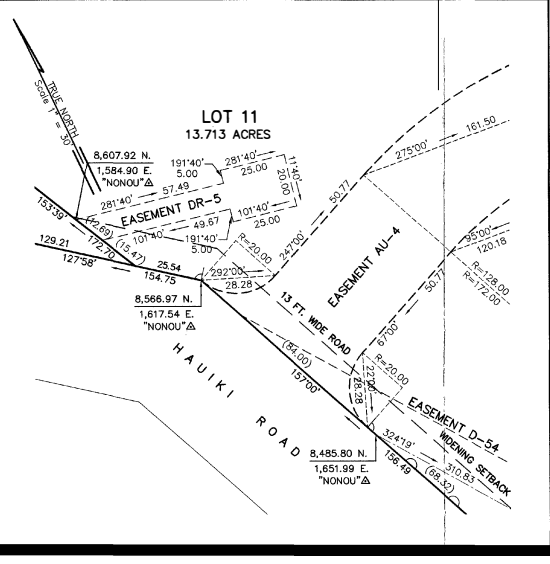 TRUE NORTH
Scale 1" = 30'
LOT 11
13.713 ACRES
8,607.92 N.
1,584.90 E.
"NONOU"△
191°40'
5.00
281°40'
25.00
11°40'
20.00
281°40'
57.49
EASEMENT DR-5
101°40'
49.67
101°40'
25.00
191°40'
5.00
153°39'
(12.69)
172.70
(15.47)
129.21
127°58'
25.54
154.75
R=20.00
292°00'
28.28
247°00'
50.77
275°00'
161.50
EASEMENT AU-4
95°00'
120.18
R=128.00
R=172.00
50.77
67°00'
13 FT. WIDE ROAD
8,566.97 N.
1,617.54 E.
"NONOU"△
(84.00)
157°00'
R=20.00
22°00'
28.28
HAUIKI ROAD
EASEMENT D-54
WIDENING SETBACK
324°19'
310.83
156.49
(68.32)
8,485.80 N.
1,651.99 E.
"NONOU"△